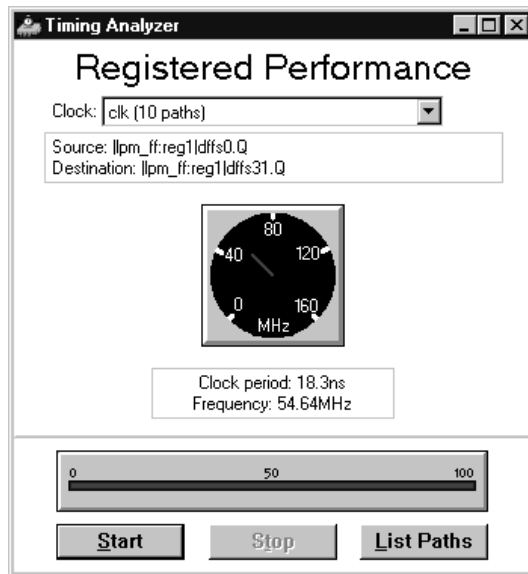 Timing Analyzer
Registered Performance
Clock: clk (10 paths)
Source: |lpm_ff:reg1|dffs0.Q
Destination: |lpm_ff:reg1|dffs31.Q
80
40 120
0 160
MHz
Clock period: 18.3ns
Frequency: 54.64MHz
0 50 100
Start Stop List Paths